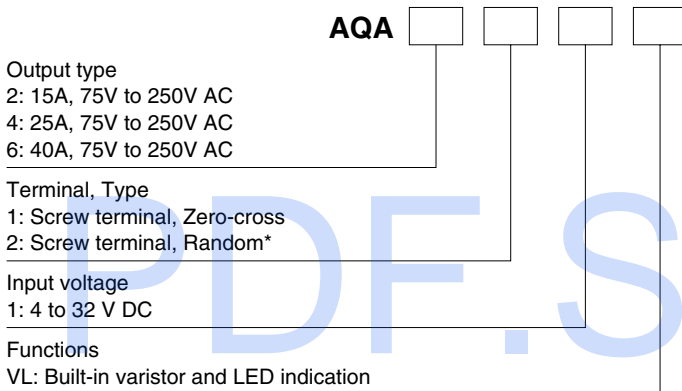 AQA
Output type
2: 15A, 75V to 250V AC
4: 25A, 75V to 250V AC
6: 40A, 75V to 250V AC
Terminal, Type
1: Screw terminal, Zero-cross
2: Screw terminal, Random*
Input voltage
1: 4 to 32 V DC
Functions
VL: Built-in varistor and LED indication
PDF.S